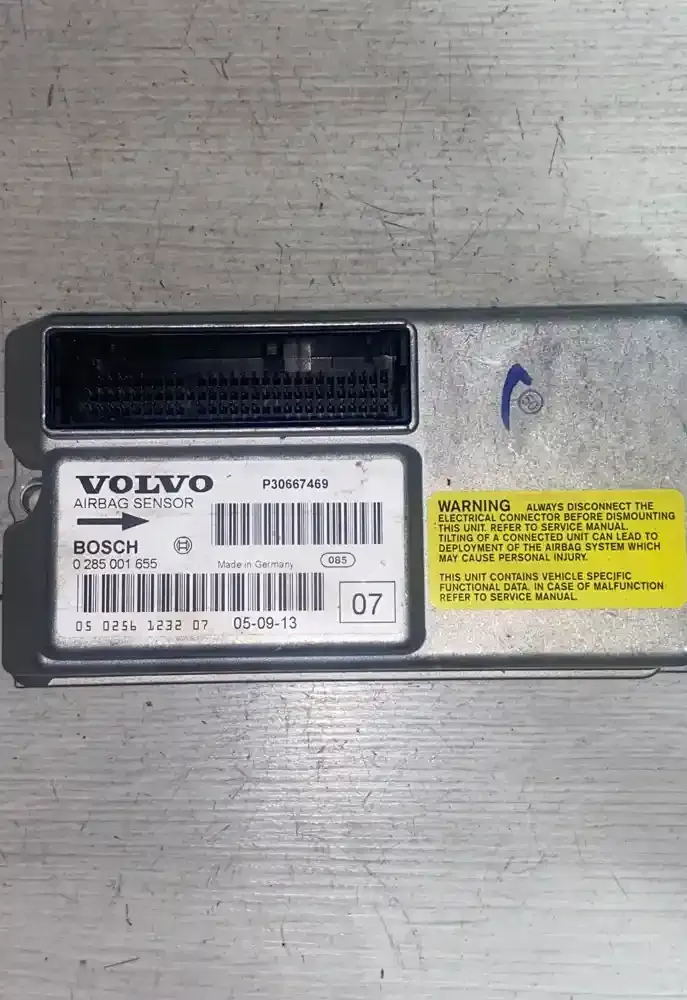 VOLVO
P30667469
AIRBAG SENSOR
BOSCH
0 285 001 655
Made in Germany
085
05 0256 1232 07
05-09-13
07
WARNING ALWAYS DISCONNECT THE
ELECTRICAL CONNECTOR BEFORE DISMOUNTING
THIS UNIT. REFER TO SERVICE MANUAL.
TILTING OF A CONNECTED UNIT CAN LEAD TO
DEPLOYMENT OF THE AIRBAG SYSTEM WHICH
MAY CAUSE PERSONAL INJURY.
THIS UNIT CONTAINS VEHICLE SPECIFIC
FUNCTIONAL DATA. IN CASE OF MALFUNCTION
REFER TO SERVICE MANUAL.